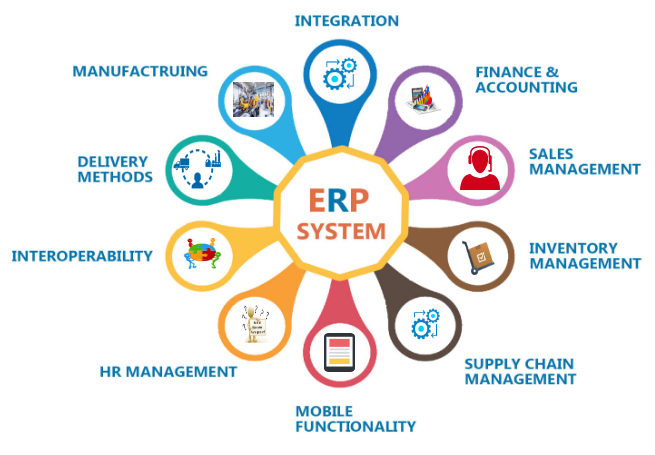 INTEGRATION
FINANCE &
ACCOUNTING
SALES
MANAGEMENT
INVENTORY
MANAGEMENT
SUPPLY CHAIN
MANAGEMENT
MOBILE
FUNCTIONALITY
HR MANAGEMENT
INTEROPERABILITY
DELIVERY
METHODS
MANUFACTRUING
ERP
SYSTEM